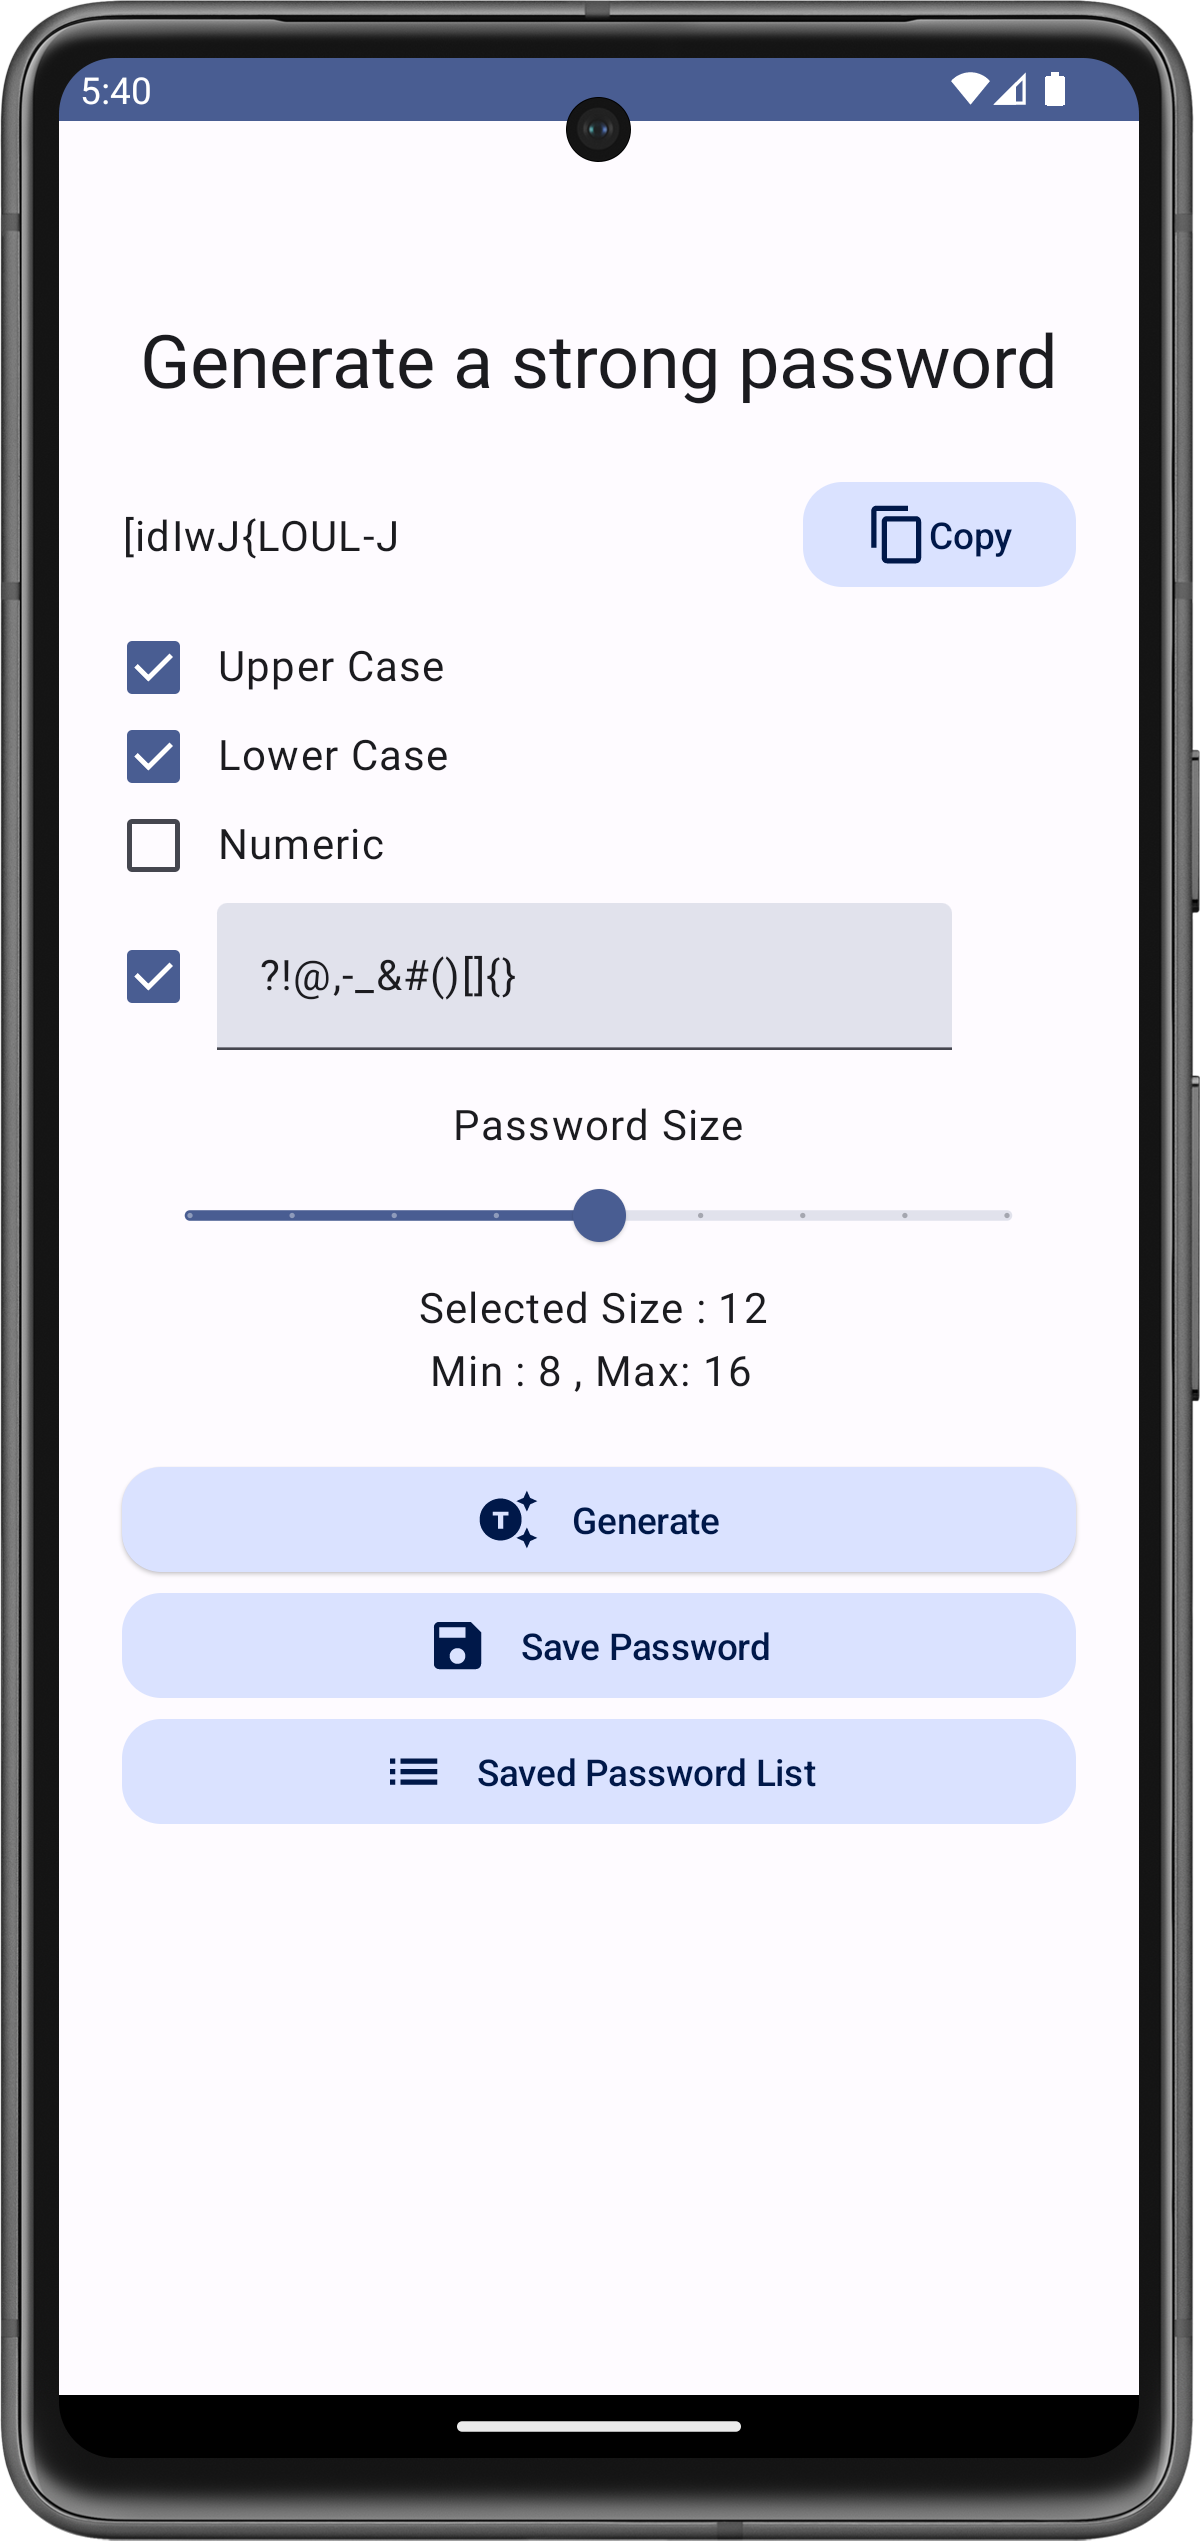 5:40
Generate a strong password
[idIwJ{LOUL-J
Copy
Upper Case
Lower Case
Numeric
?!@,-_&#()[]{}
Password Size
Selected Size : 12
Min : 8 , Max: 16
Generate
Save Password
Saved Password List